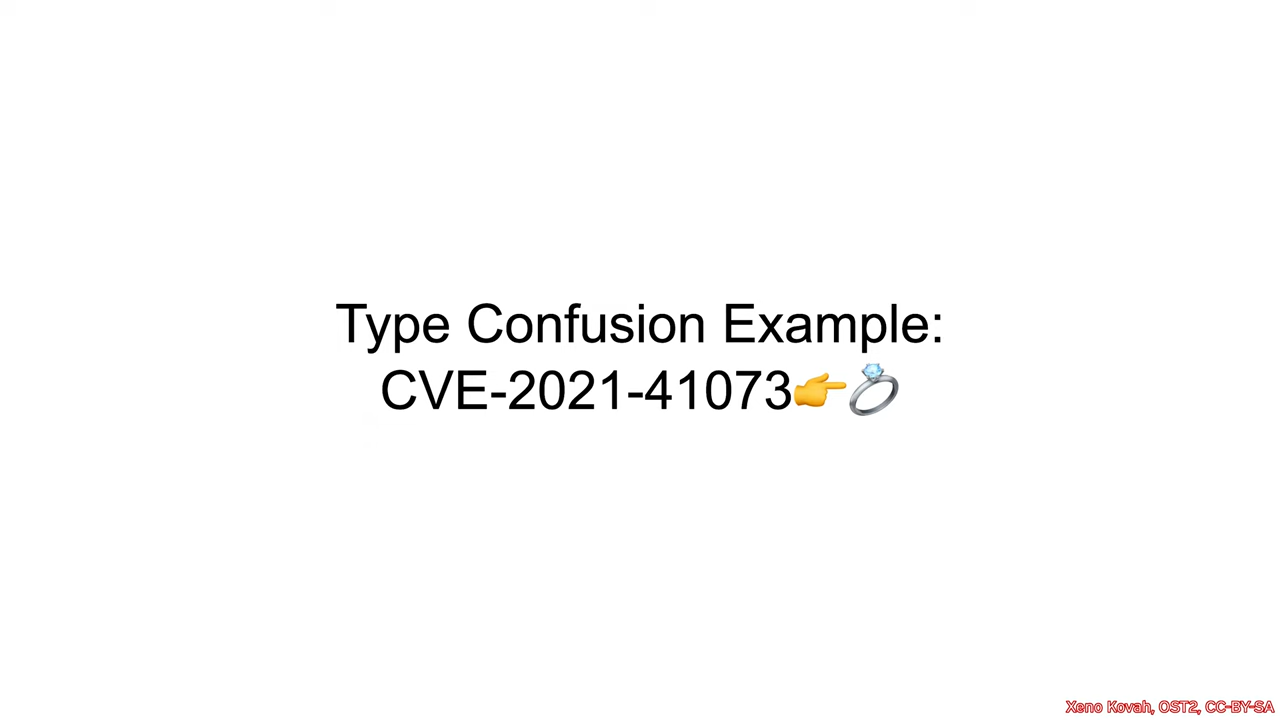 Type Confusion Example:
CVE-2021-41073👉💍
Xeno Kovah, OST2, CC-BY-SA